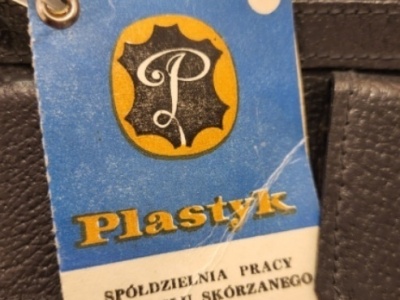 P
Plastyk
SPÓŁDZIELNIA PRACY
SKÓRZANEGO